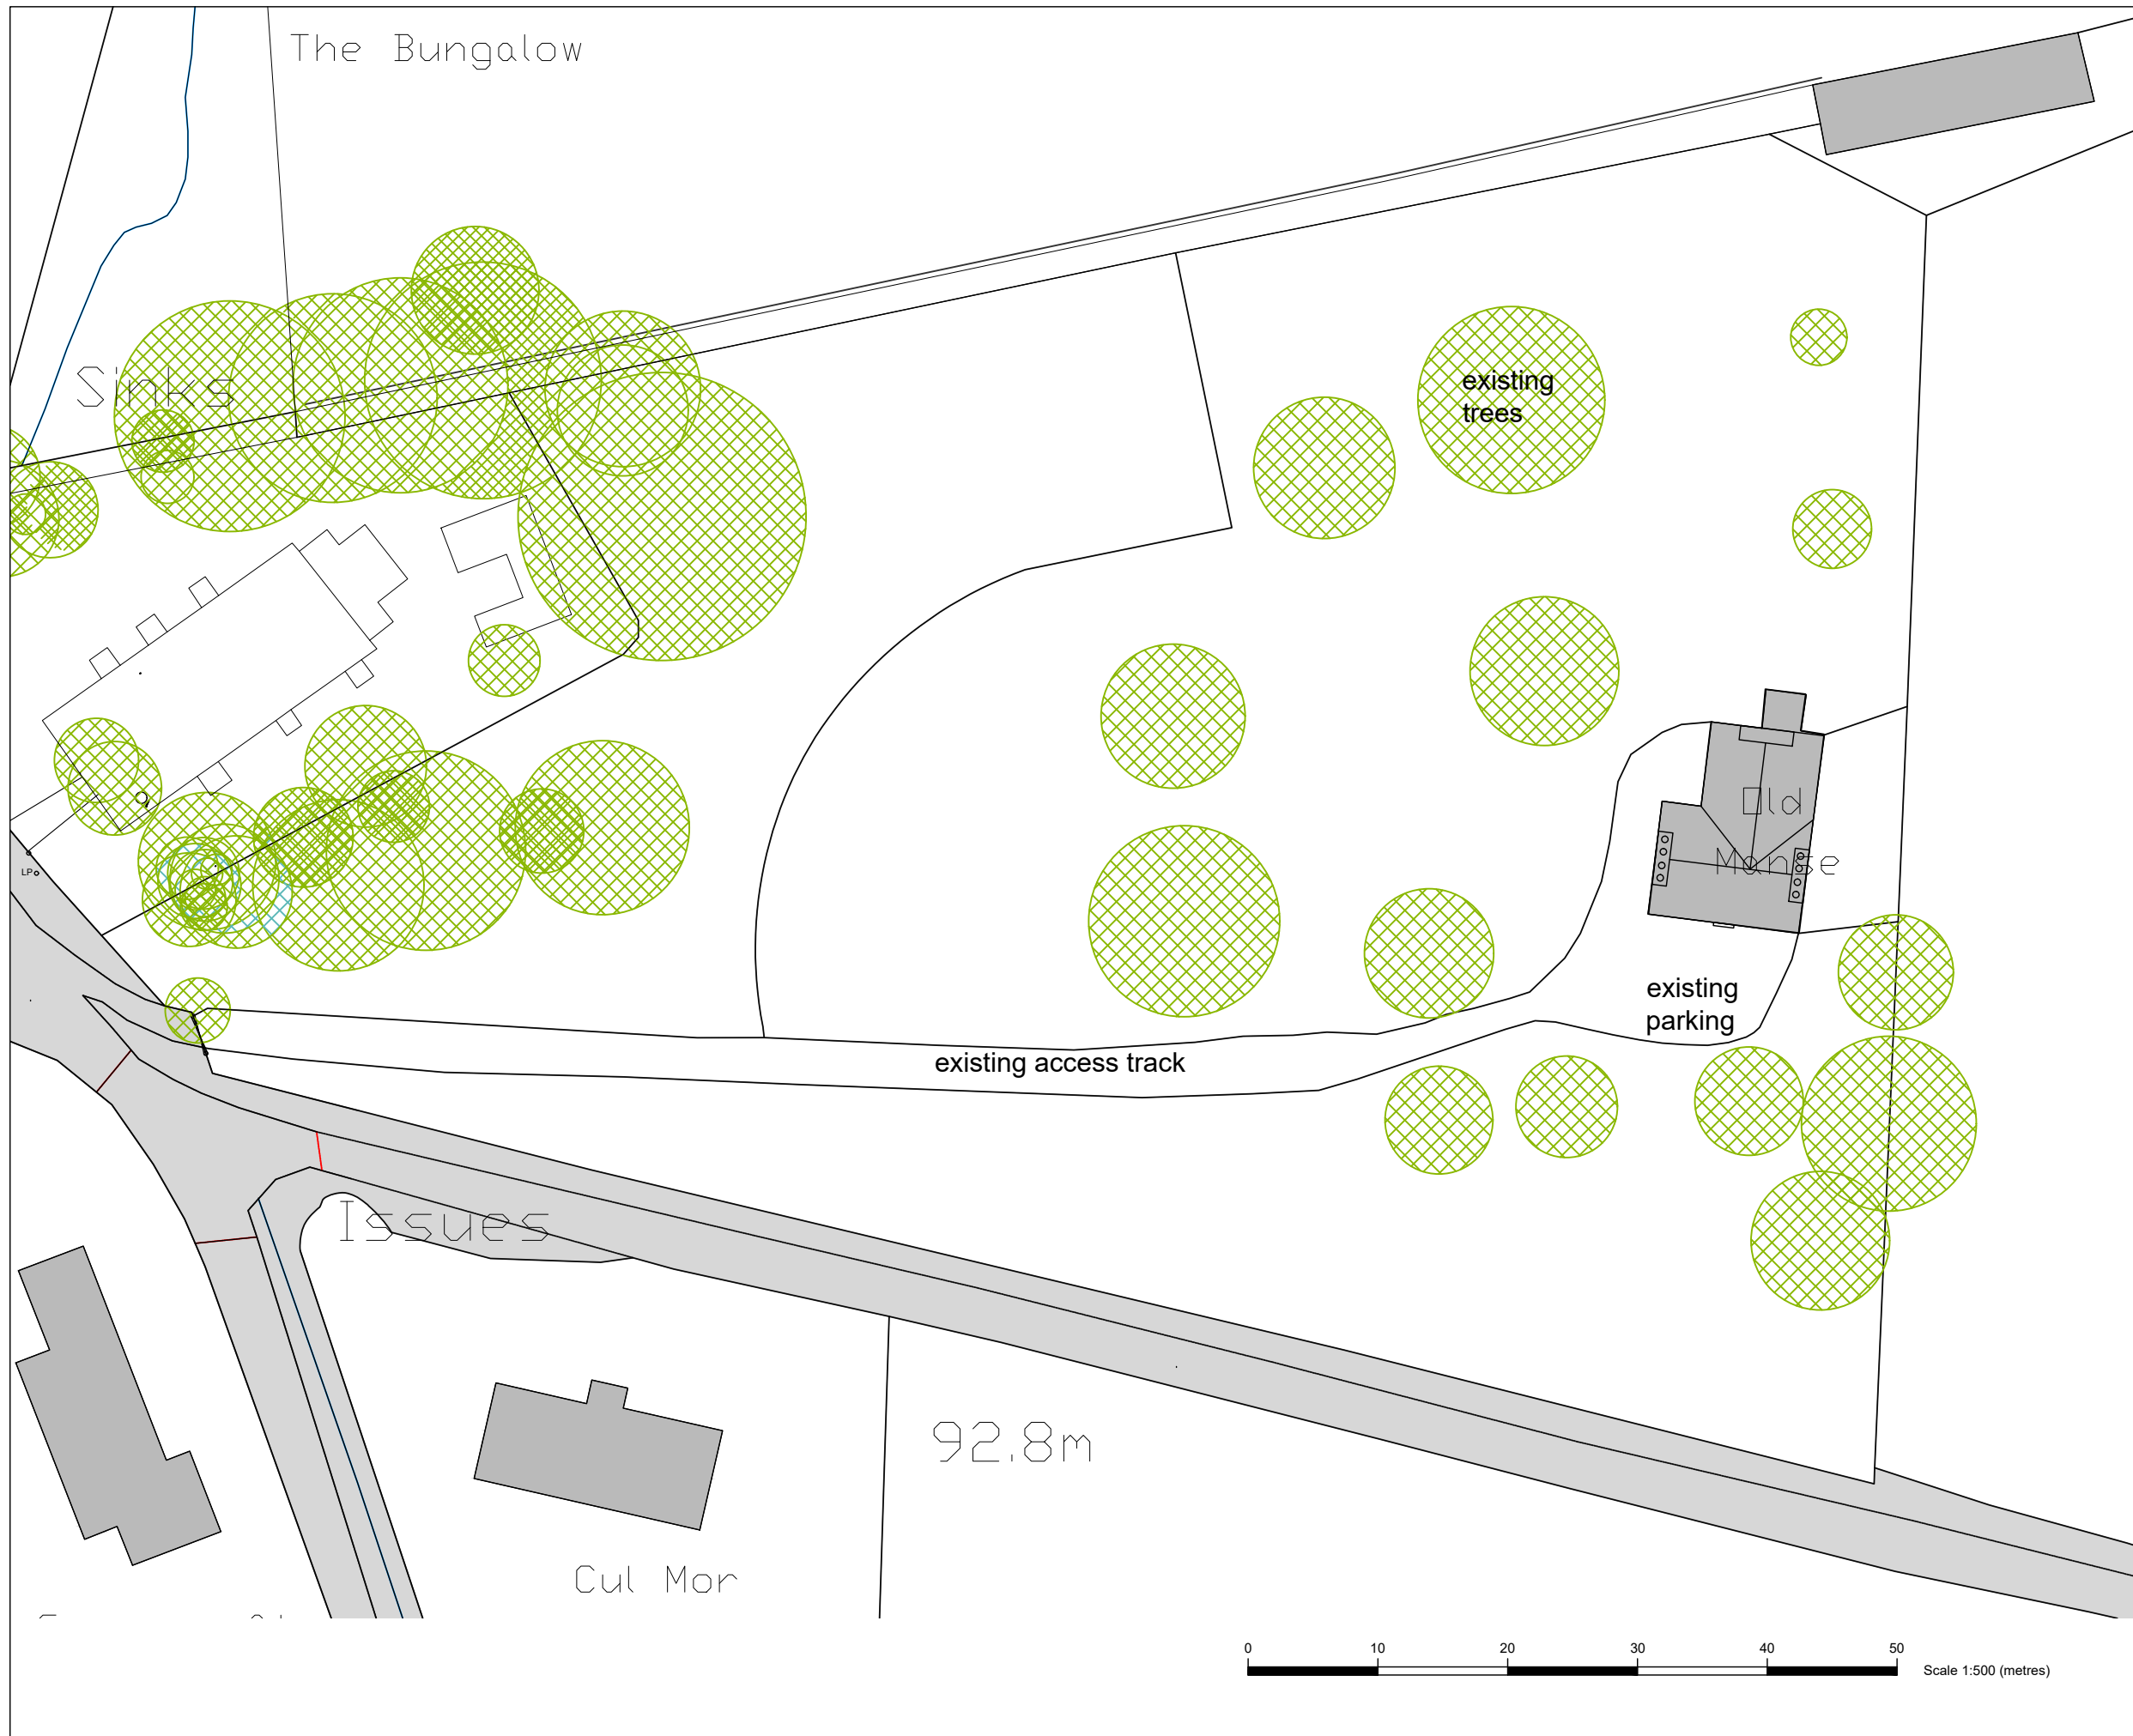 The Bungalow
Sinks
existing
trees
Old
Manse
LP
existing
parking
existing access track
Issues
92.8m
Cul Mor
0 10 20 30 40 50
Scale 1:500 (metres)